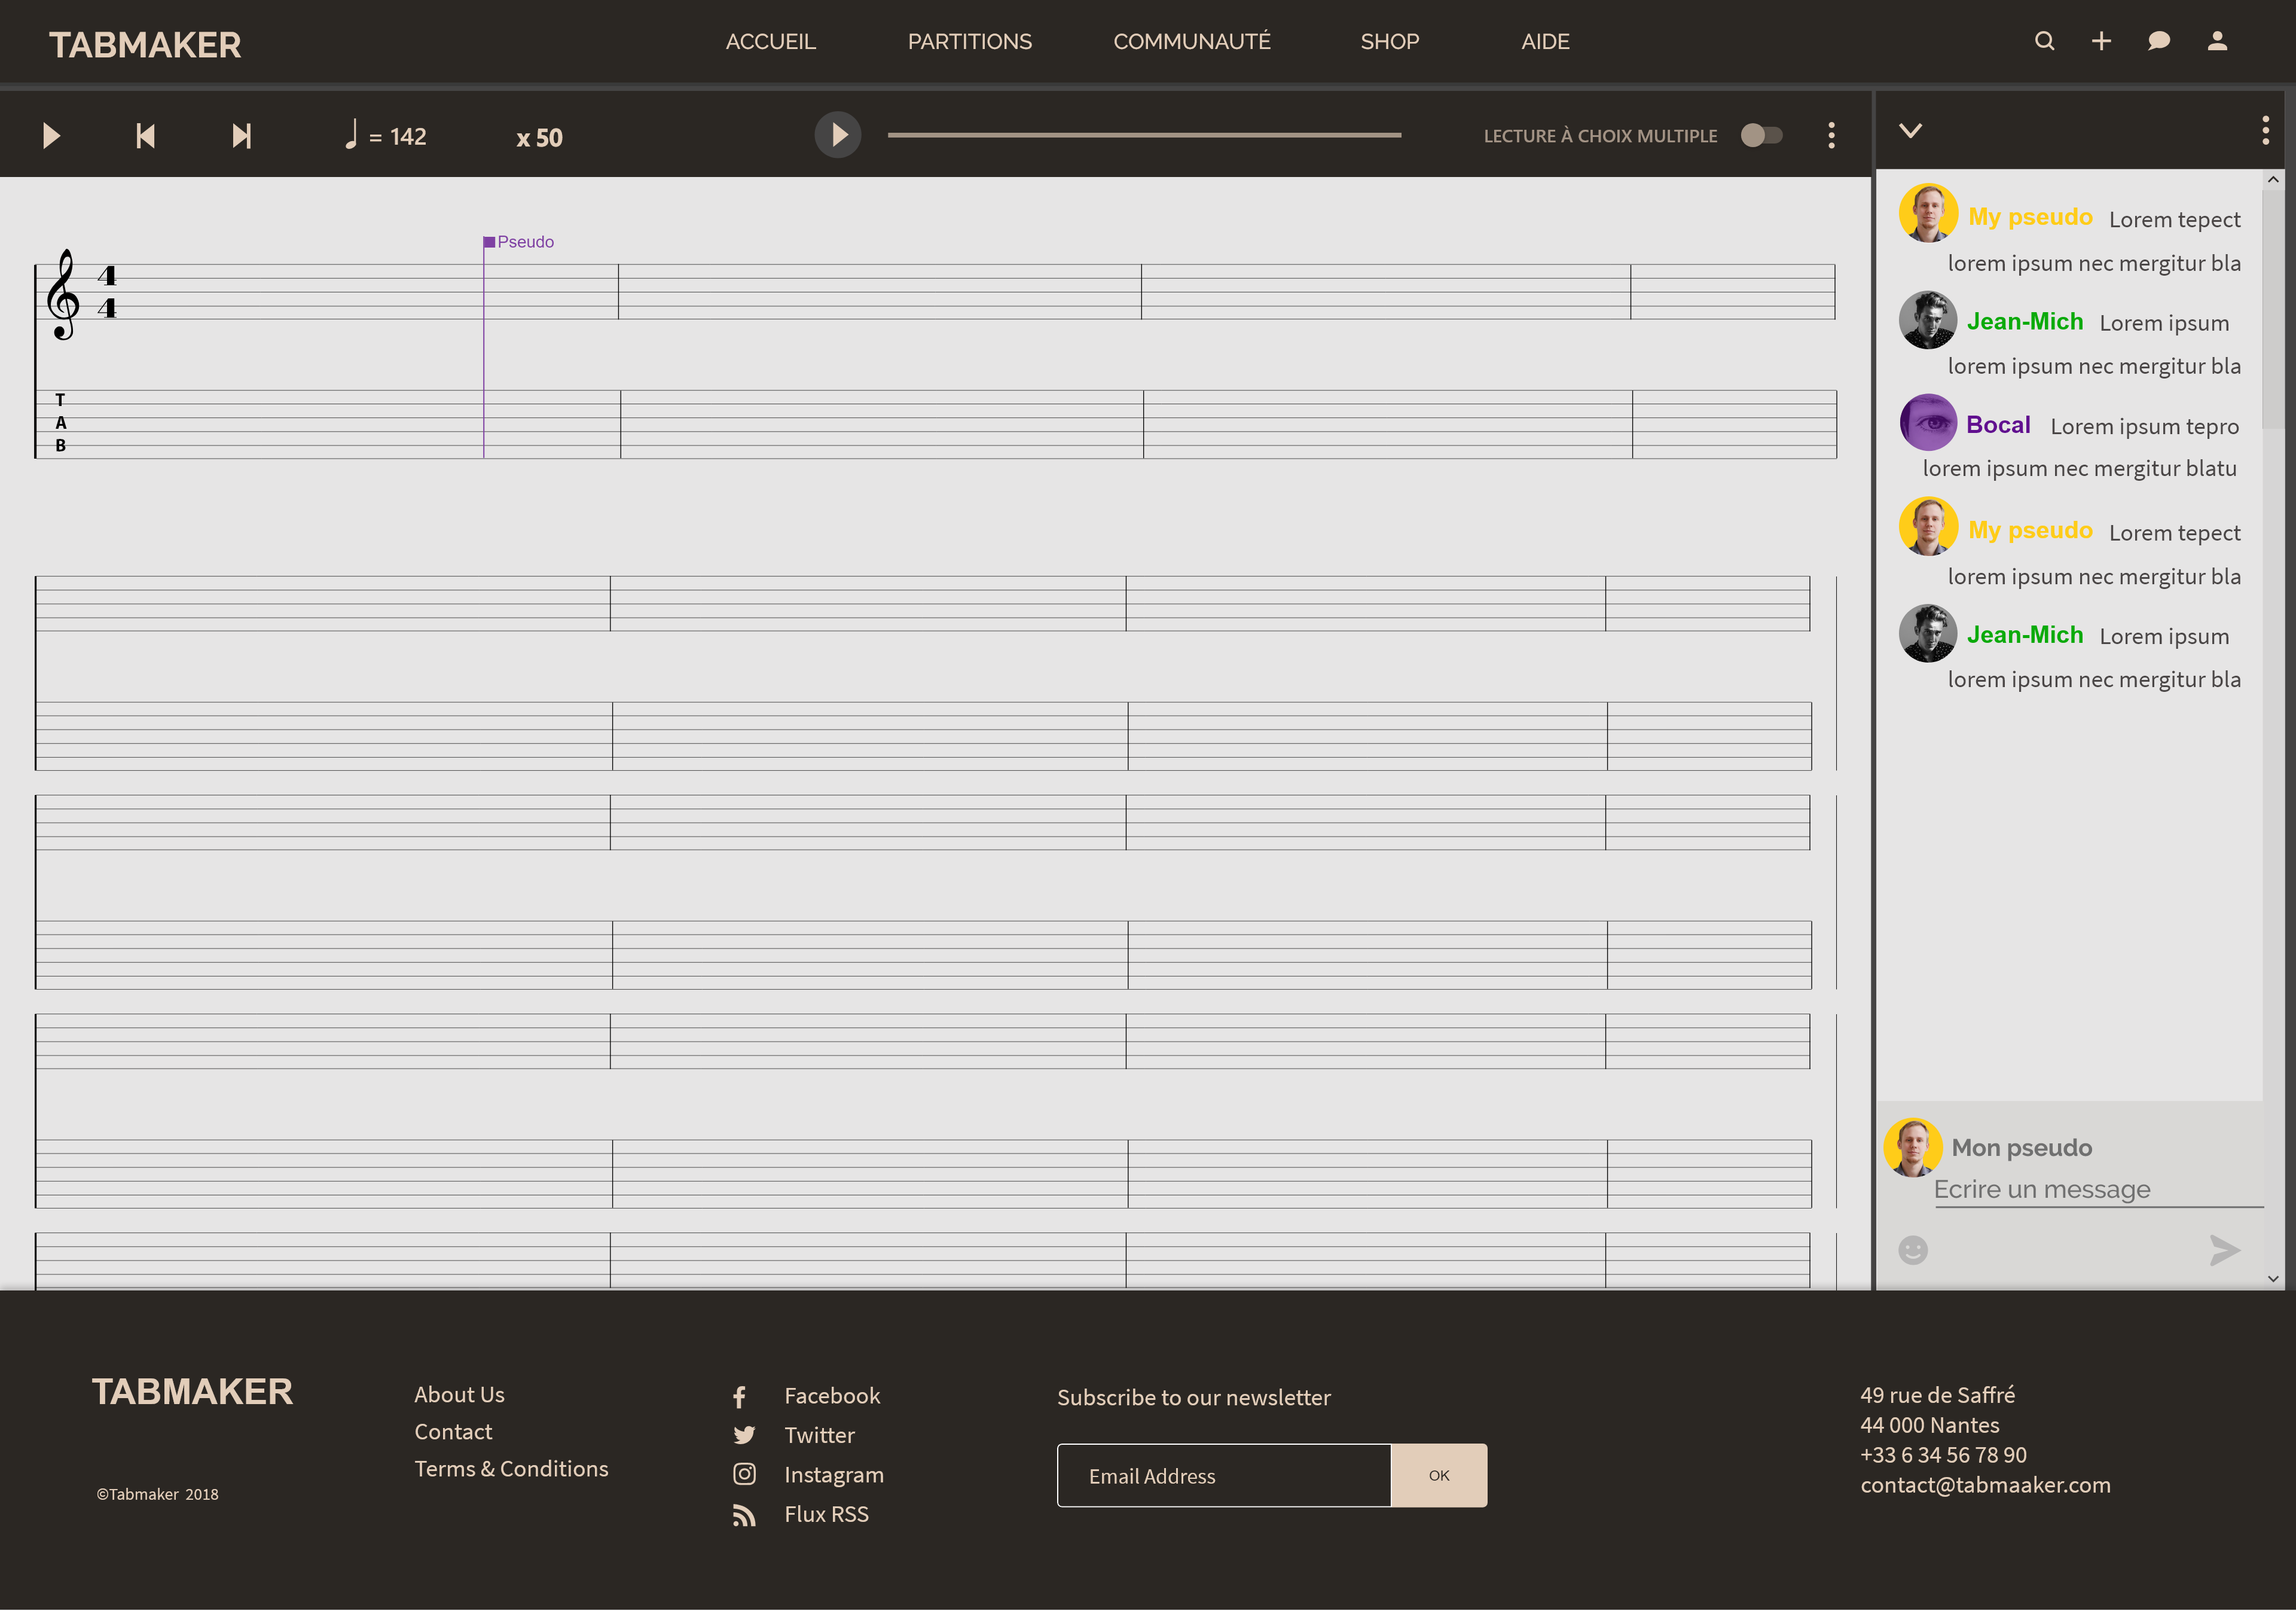 TABMAKER
ACCUEIL
PARTITIONS
COMMUNAUTÉ
SHOP
AIDE
= 142
x 50
LECTURE À CHOIX MULTIPLE
Pseudo
4
4
T
A
B
My pseudo Lorem tepect
lorem ipsum nec mergitur bla
Jean-Mich Lorem ipsum
lorem ipsum nec mergitur bla
Bocal Lorem ipsum tepro
lorem ipsum nec mergitur blatu
My pseudo Lorem tepect
lorem ipsum nec mergitur bla
Jean-Mich Lorem ipsum
lorem ipsum nec mergitur bla
Mon pseudo
Ecrire un message
TABMAKER
©Tabmaker 2018
About Us
Contact
Terms & Conditions
Facebook
Twitter
Instagram
Flux RSS
Subscribe to our newsletter
Email Address
OK
49 rue de Saffré
44 000 Nantes
+33 6 34 56 78 90
contact@tabmaaker.com